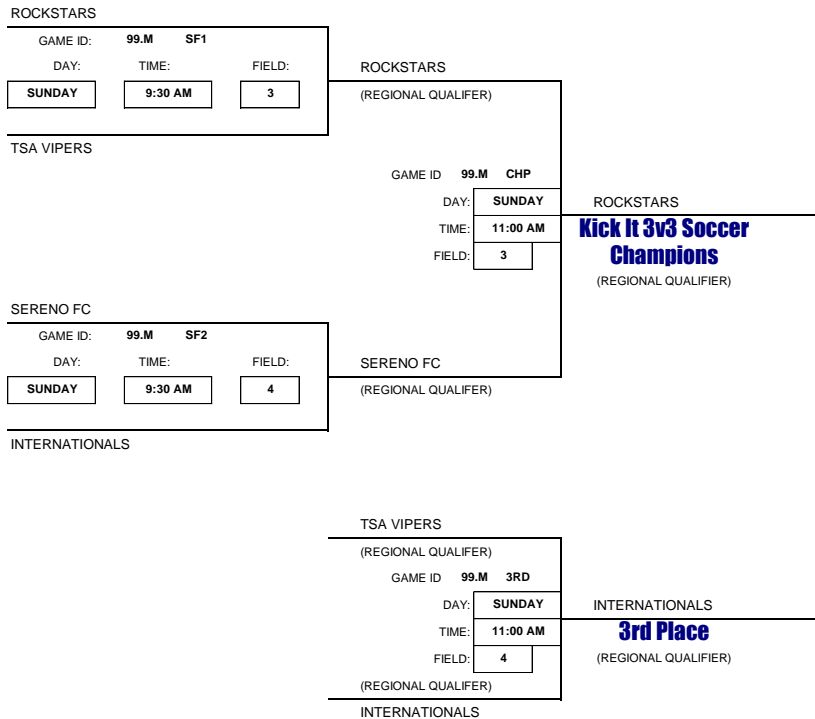 ROCKSTARS
GAME ID: 99.M SF1
DAY: TIME: FIELD:
SUNDAY 9:30 AM 3
TSA VIPERS
ROCKSTARS
(REGIONAL QUALIFER)
GAME ID 99.M CHP
DAY: SUNDAY
TIME: 11:00 AM
FIELD: 3
ROCKSTARS
Kick It 3v3 Soccer
Champions
(REGIONAL QUALIFIER)
SERENO FC
GAME ID: 99.M SF2
DAY: TIME: FIELD:
SUNDAY 9:30 AM 4
INTERNATIONALS
SERENO FC
(REGIONAL QUALIFER)
TSA VIPERS
(REGIONAL QUALIFER)
GAME ID 99.M 3RD
DAY: SUNDAY
TIME: 11:00 AM
FIELD: 4
(REGIONAL QUALIFER)
INTERNATIONALS
INTERNATIONALS
3rd Place
(REGIONAL QUALIFIER)